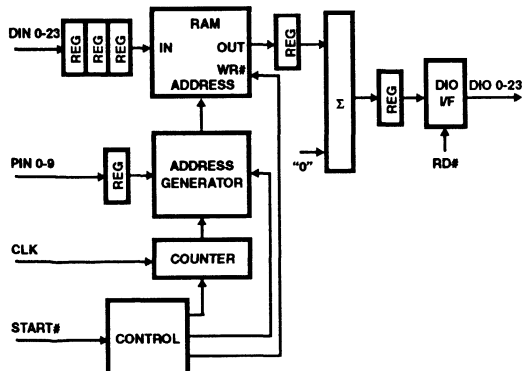 DIN 0-23
REG
REG
REG
RAM
IN
OUT
WR#
ADDRESS
REG
Σ
"0"
REG
DIO
I/F
DIO 0-23
RD#
PIN 0-9
REG
ADDRESS
GENERATOR
CLK
COUNTER
START#
CONTROL